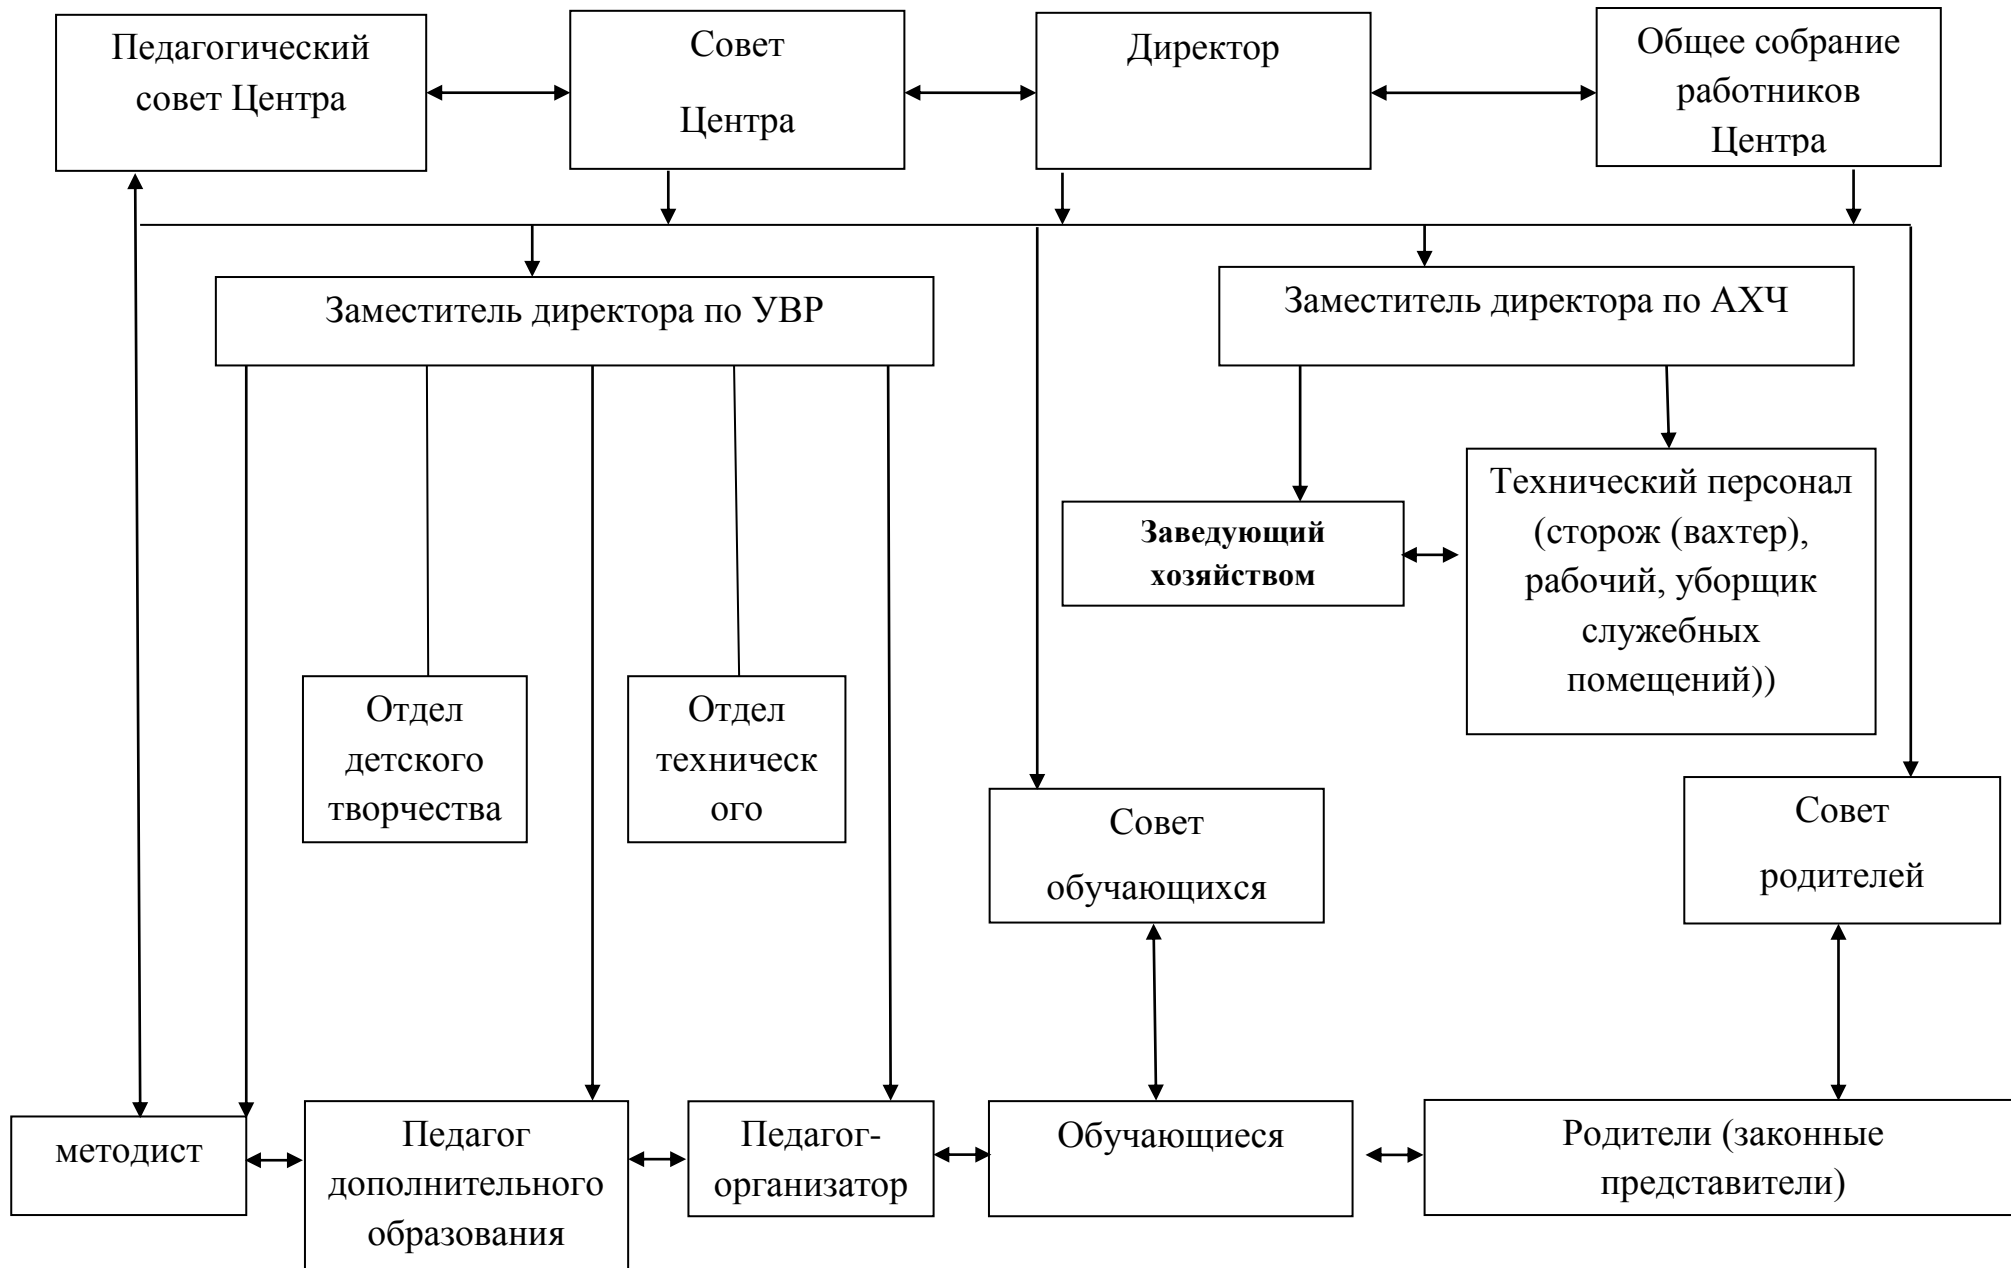 Педагогический
совет Центра
Совет
Центра
Директор
Общее собрание
работников
Центра
Заместитель директора по УВР
Заместитель директора по АХЧ
Заведующий
хозяйством
Технический персонал
(сторож (вахтер),
рабочий, уборщик
служебных
помещений))
Отдел
детского
творчества
Отдел
техническ
ого
Совет
обучающихся
Совет
родителей
методист
Педагог
дополнительного
образования
Педагог-
организатор
Обучающиеся
Родители (законные
представители)